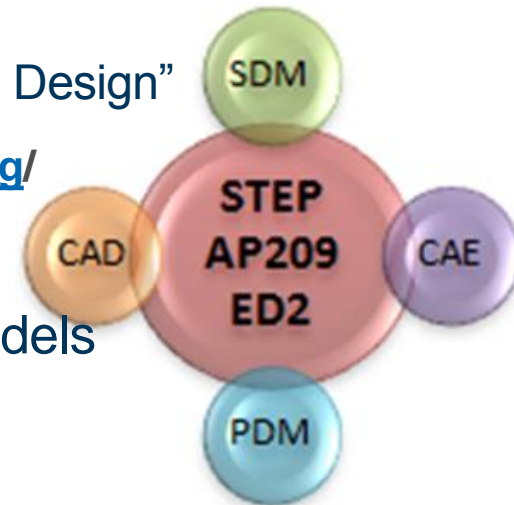 Design”
SDM
g/
STEP
AP209
ED2
CAD
CAE
dels
PDM